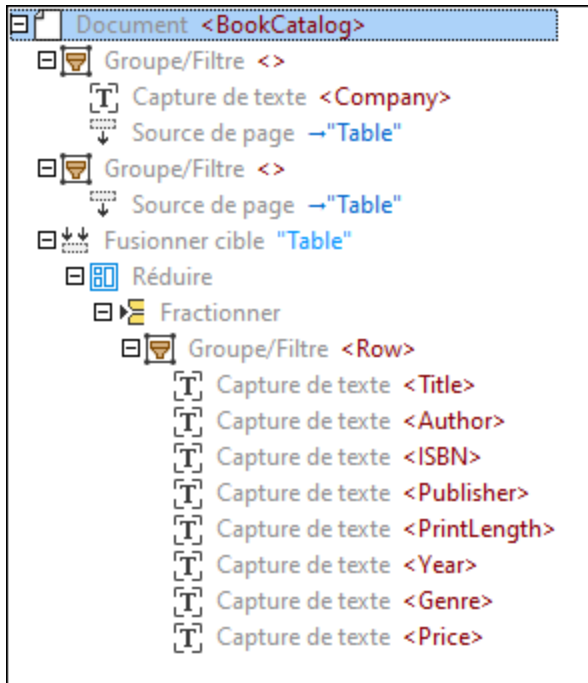 Document <BookCatalog>
Groupe/Filtre <>
Capture de texte <Company>
Source de page →"Table"
Groupe/Filtre <>
Source de page →"Table"
Fusionner cible "Table"
Réduire
Fractionner
Groupe/Filtre <Row>
Capture de texte <Title>
Capture de texte <Author>
Capture de texte <ISBN>
Capture de texte <Publisher>
Capture de texte <PrintLength>
Capture de texte <Year>
Capture de texte <Genre>
Capture de texte <Price>